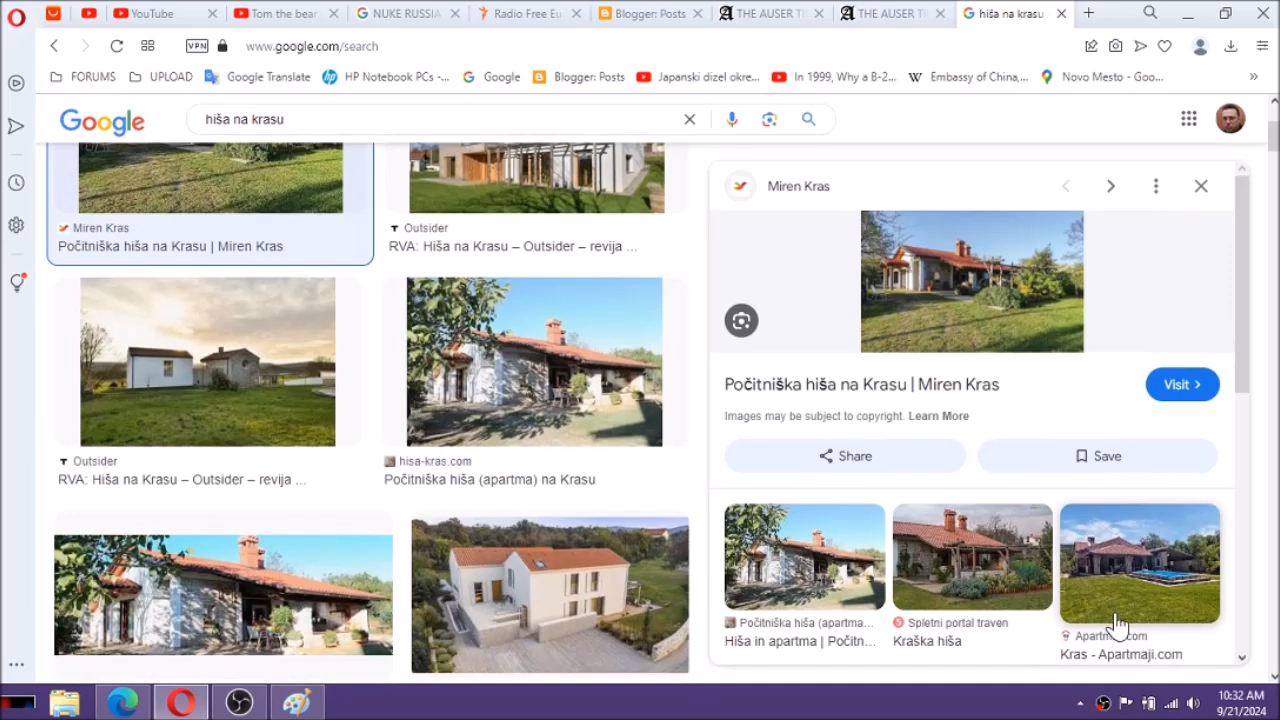 YouTube
Tom the bear
NUKE RUSSIA
Radio Free Eu
Blogger: Posts
THE AUSER TI
THE AUSER TI
hiša na krasu
VPN
www.google.com/search
FORUMS
UPLOAD
Google Translate
HP Notebook PCs -...
Google
Blogger: Posts
Japanski dizel okre...
In 1999, Why a B-2...
Embassy of China,...
Novo Mesto - Goo...
Google
hiša na krasu
Miren Kras
Počitniška hiša na Krasu | Miren Kras
Outsider
RVA: Hiša na Krasu – Outsider – revija ...
Outsider
RVA: Hiša na Krasu – Outsider – revija ...
hisa-kras.com
Počitniška hiša (apartma) na Krasu
Miren Kras
Počitniška hiša na Krasu | Miren Kras
Visit
Images may be subject to copyright. Learn More
Share
Save
Počitniška hiša (apartma...
Hiša in apartma | Počitn...
Spletni portal traven
Kraška hiša
Kras - Apartmaji.com
10:32 AM
9/21/2024